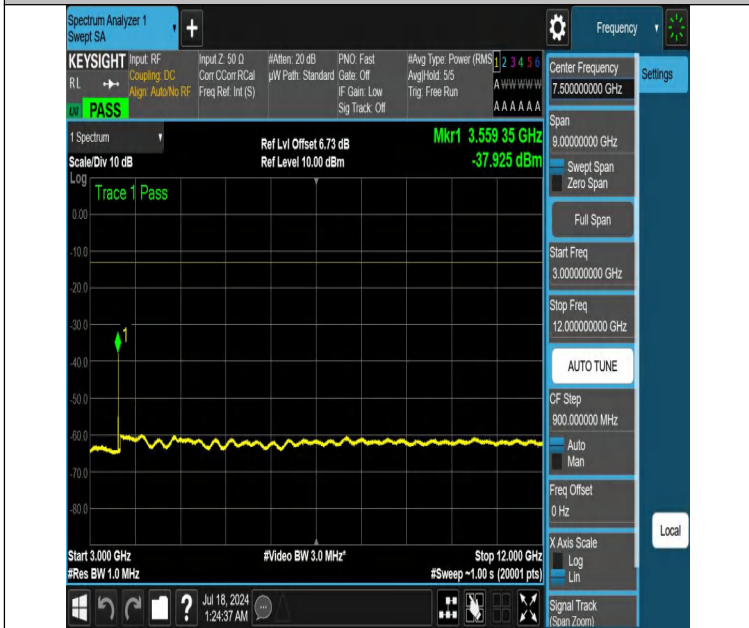 Spectrum Analyzer 1
Swept SA
Frequency
KEYSIGHT
RL
PASS
Input: RF
Coupling: DC
Align: Auto/No RF
Input Z: 50 Ω
Corr CCorr RCal
Freq Ref: Int (S)
#Atten: 20 dB
µW Path: Standard
PNO: Fast
Gate: Off
IF Gain: Low
Sig Track: Off
#Avg Type: Power (RMS
Avg|Hold: 5/5
Trig: Free Run
1 2 3 4 5 6
A W W W W W
A A A A A A
1 Spectrum
Scale/Div 10 dB
Ref Lvl Offset 6.73 dB
Ref Level 10.00 dBm
Mkr1 3.559 35 GHz
-37.925 dBm
Log
Trace 1 Pass
0.00
-10.0
-20.0
-30.0
1
-40.0
-50.0
-60.0
-70.0
-80.0
Start 3.000 GHz
#Res BW 1.0 MHz
#Video BW 3.0 MHz*
Stop 12.000 GHz
#Sweep ~1.00 s (20001 pts)
Center Frequency
7.500000000 GHz
Settings
Span
9.00000000 GHz
Swept Span
Zero Span
Full Span
Start Freq
3.000000000 GHz
Stop Freq
12.000000000 GHz
AUTO TUNE
CF Step
900.000000 MHz
Auto
Man
Freq Offset
0 Hz
X Axis Scale
Log
Lin
Local
Signal Track
(Span Zoom)
?
Jul 18, 2024
1:24:37 AM